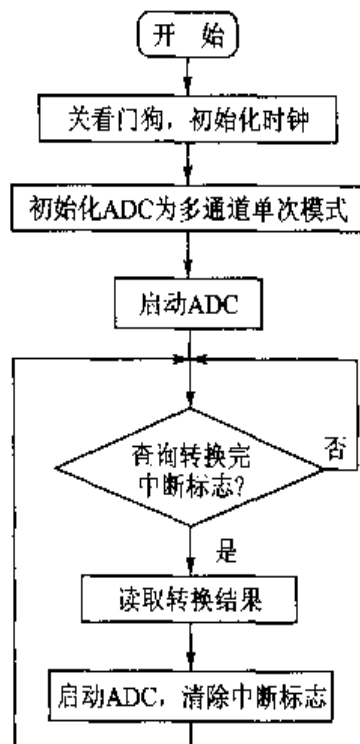 开 始
关看门狗，初始化时钟
初始化ADC为多通道单次模式
启动ADC
查询转换完
中断标志?
否
是
读取转换结果
启动ADC，清除中断标志